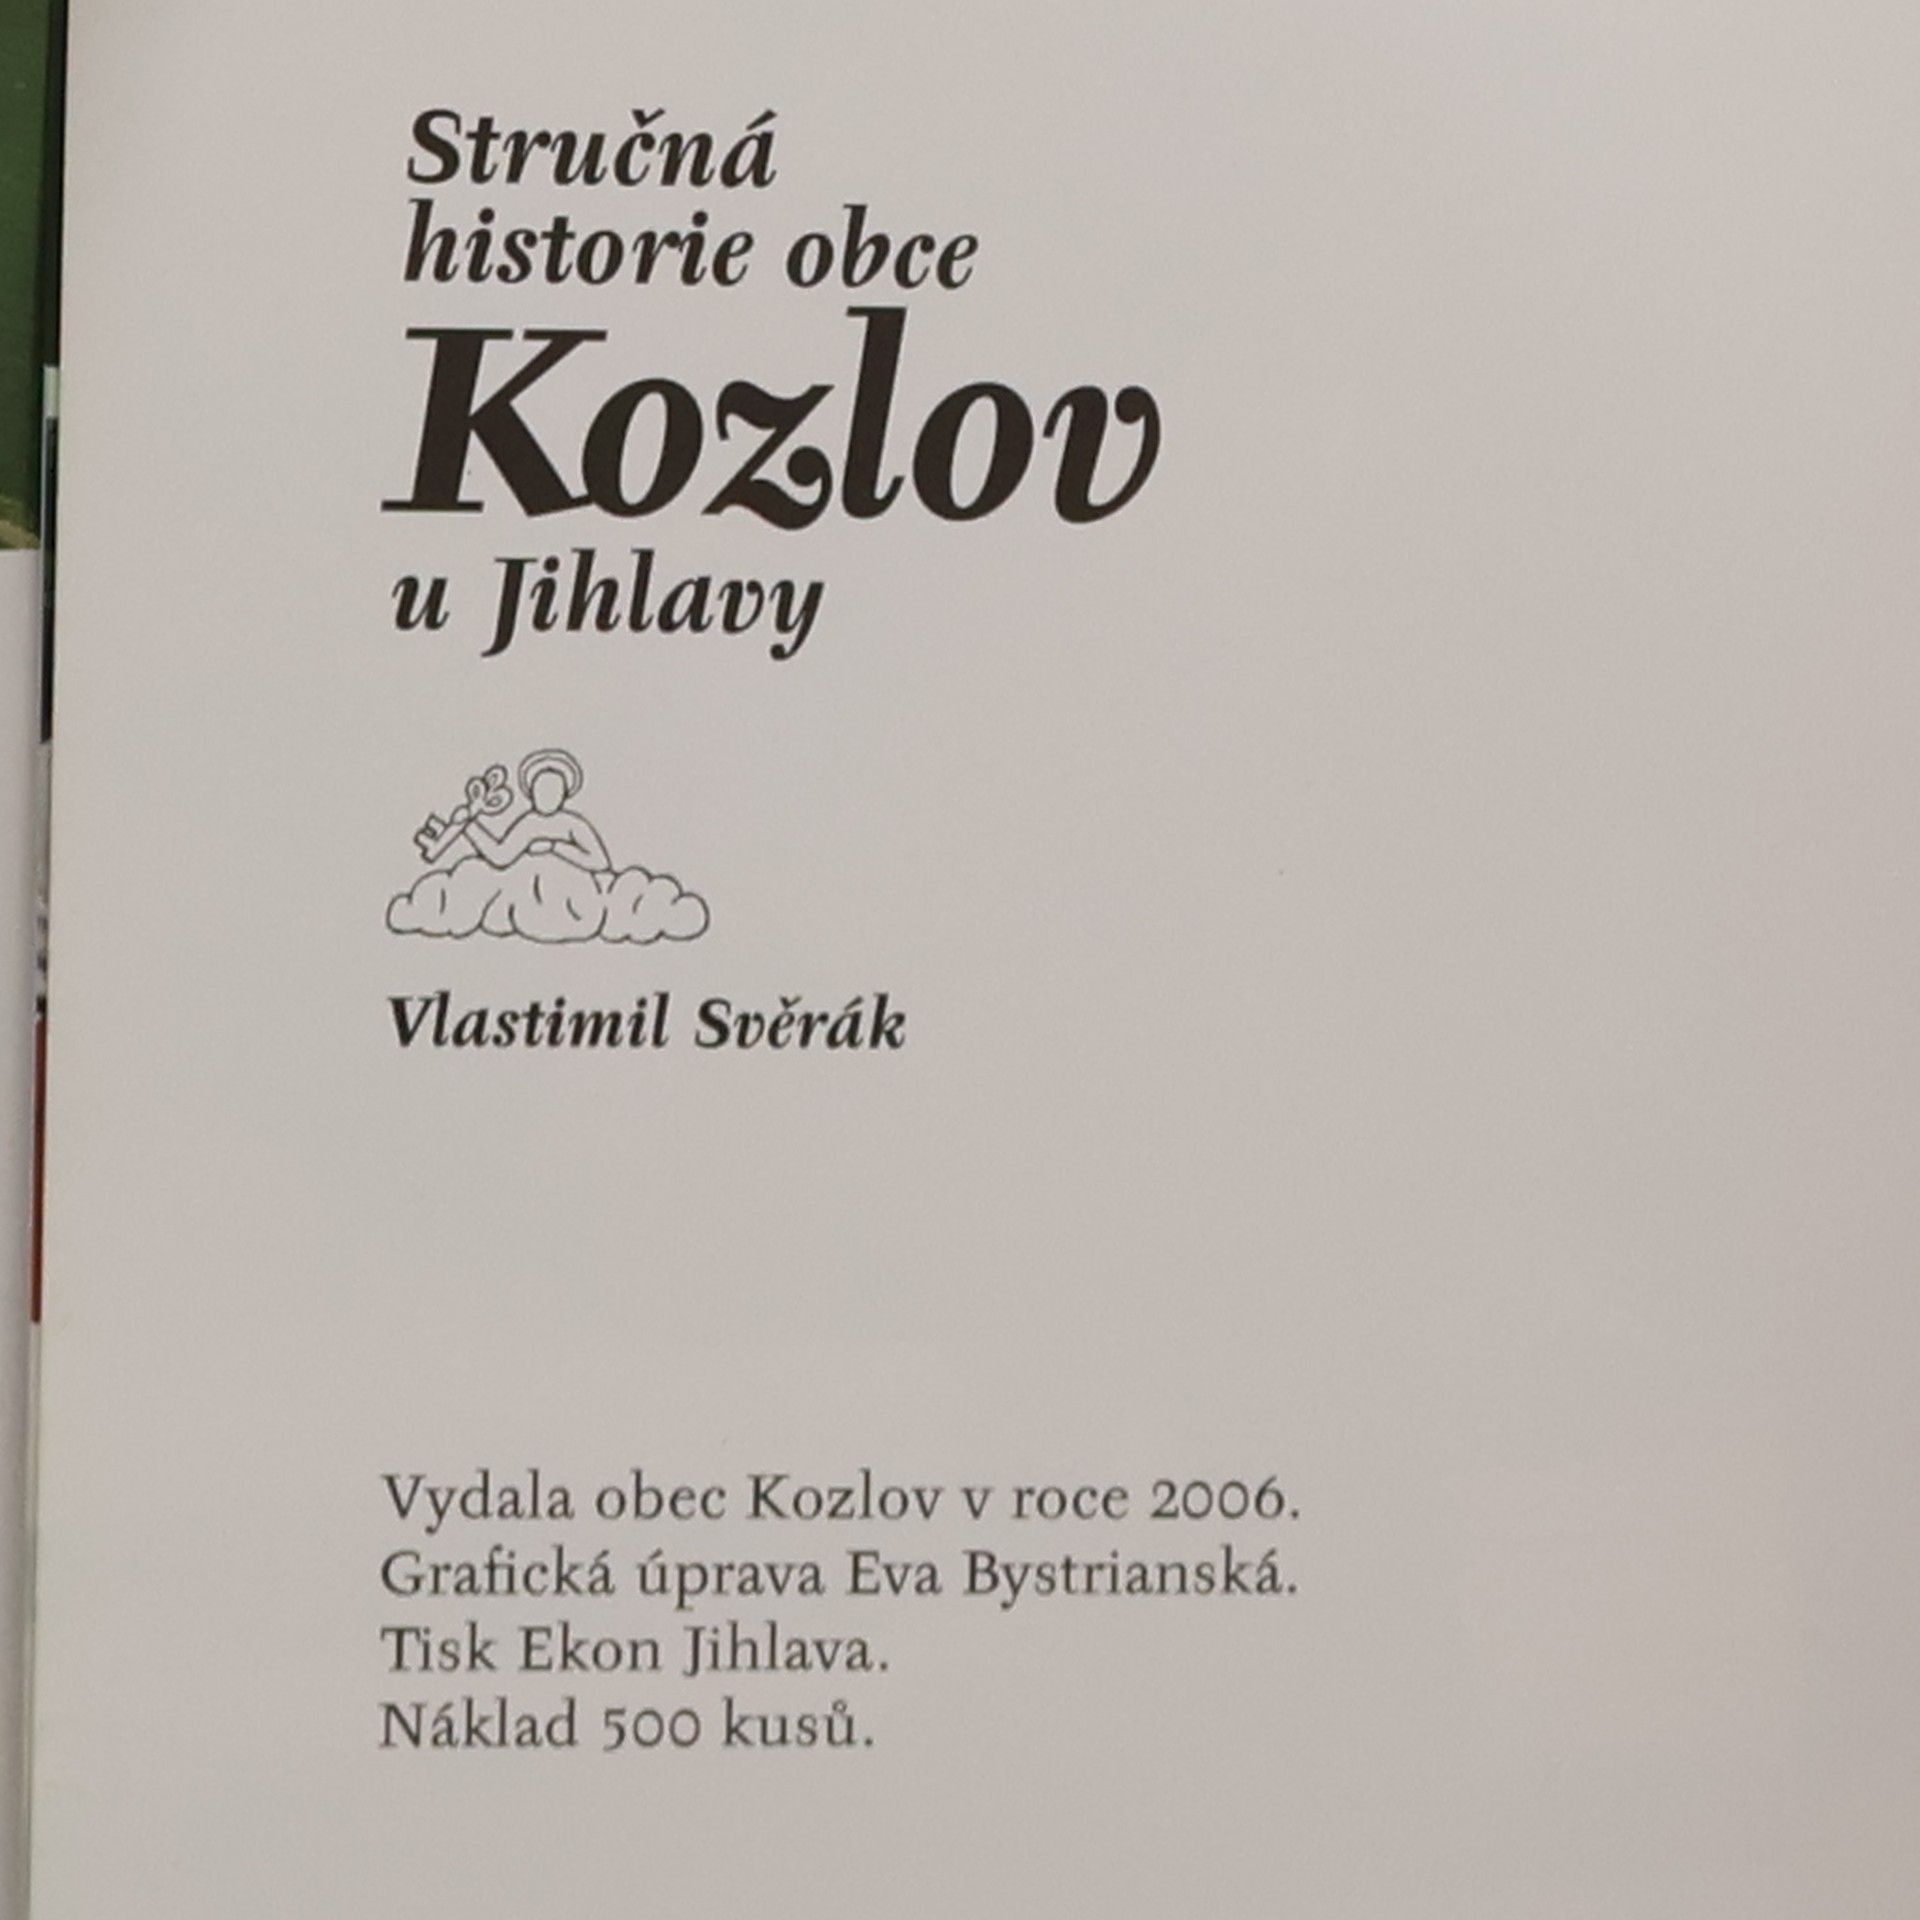 Stručná
historie obce
Kozlov
u Jihlavy
Vlastimil Svěrák
Vydala obec Kozlov v roce 2006.
Grafická úprava Eva Bystrianská.
Tisk Ekon Jihlava.
Náklad 500 kusů.